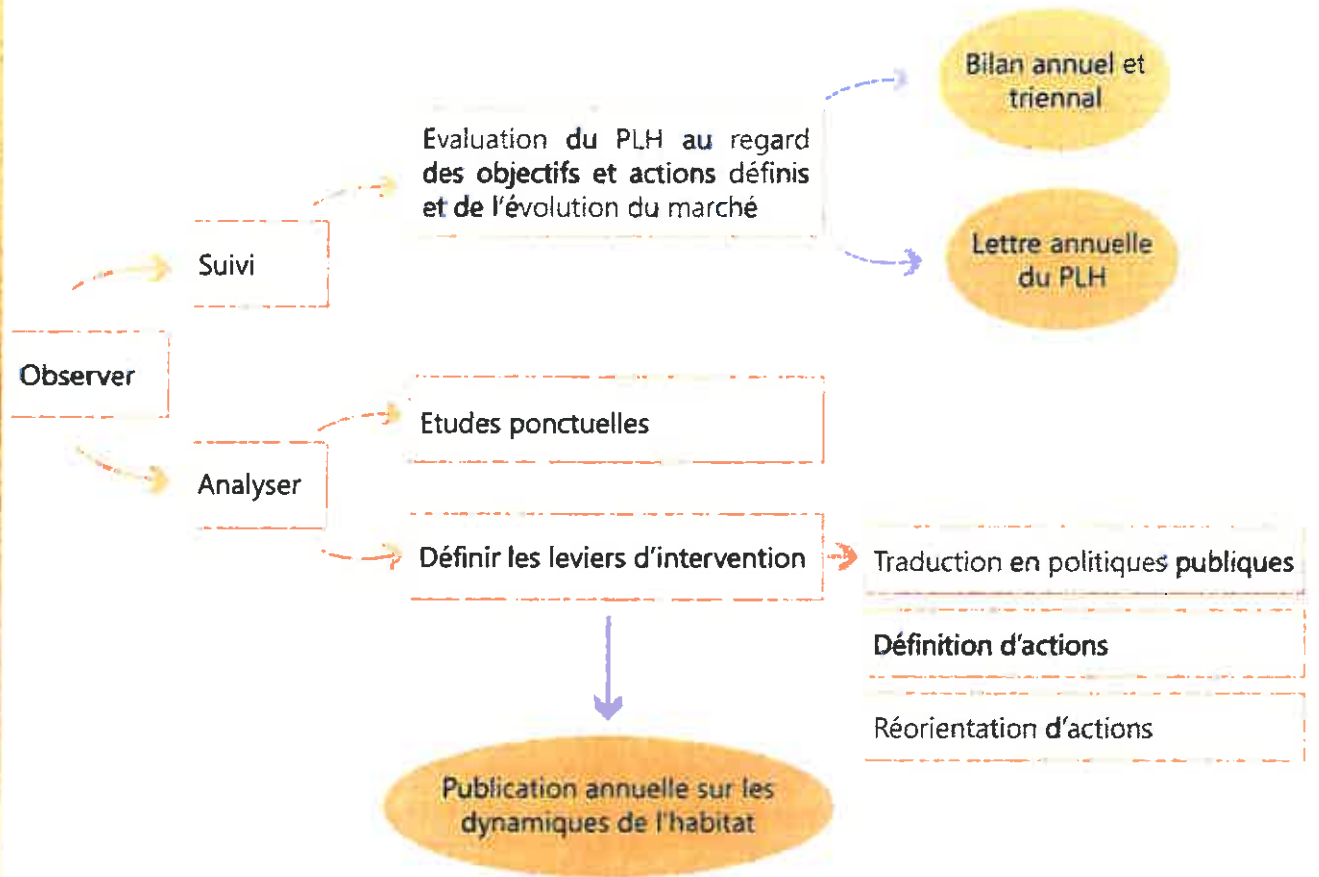 Bilan annuel et
triennal
Evaluation du PLH au regard
des objectifs et actions définis
et de l'évolution du marché
Lettre annuelle
du PLH
Suivi
Observer
Etudes ponctuelles
Analyser
Définir les leviers d'intervention
Traduction en politiques publiques
Définition d'actions
Réorientation d'actions
Publication annuelle sur les
dynamiques de l'habitat